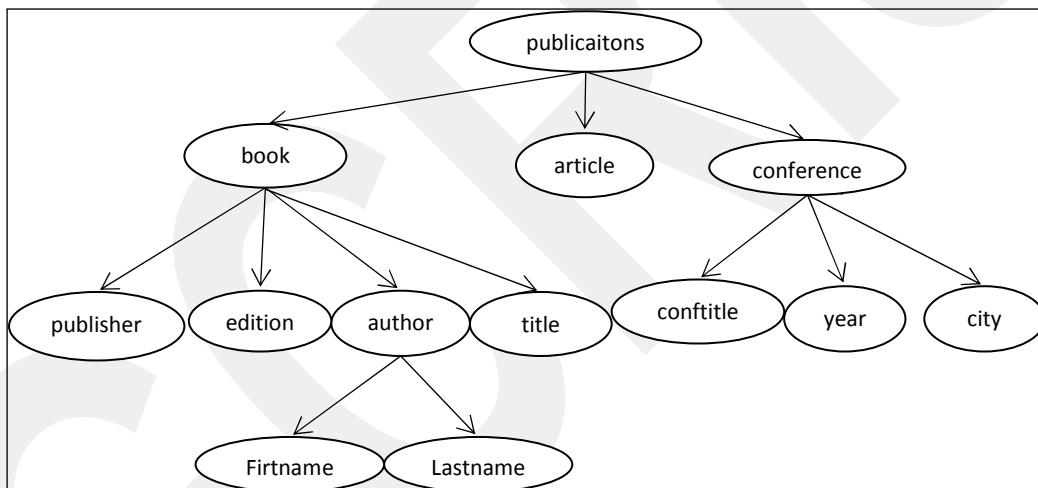 publicaitons
book
article
conference
publisher
edition
author
title
conftitle
year
city
Firtname
Lastname